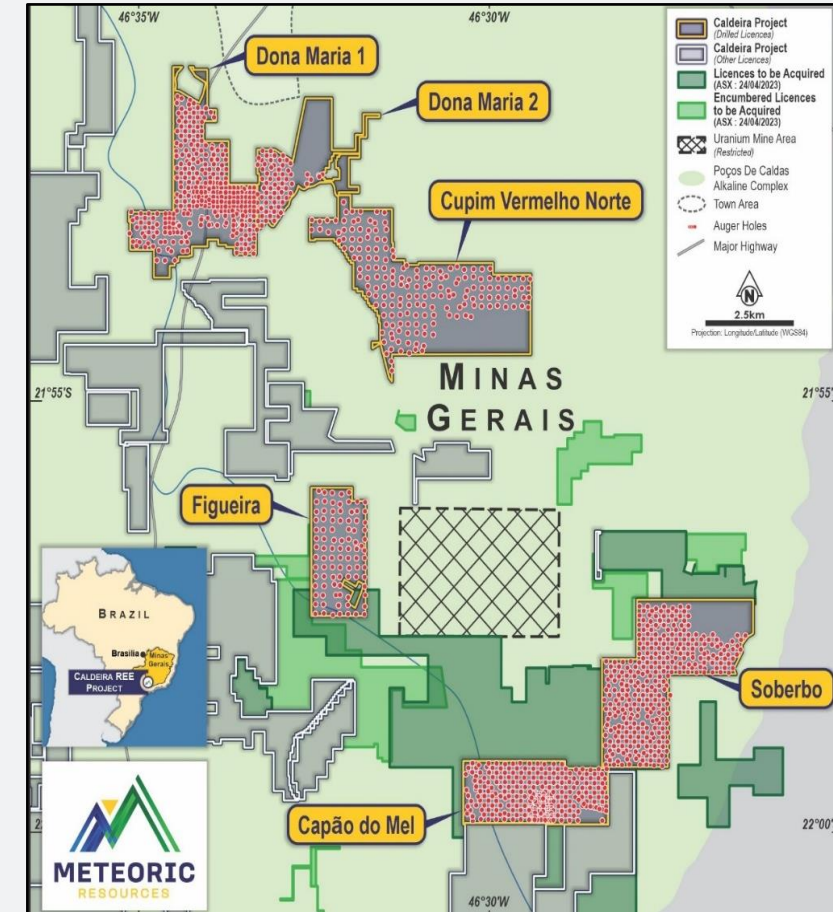 46°35'W
46°30'W
Dona Maria 1
Dona Maria 2
Cupim Vermelho Norte
Caldeira Project
(Drilled Licences)
Caldeira Project
(Other Licences)
Licences to be Acquired
(ASX : 24/04/2023)
Encumbered Licences
to be Acquired
(ASX : 24/04/2023)
Uranium Mine Area
(Restricted)
Poços De Caldas
Alkaline Complex
Town Area
Auger Holes
Major Highway
N
2.5km
Projection: Longitude/Latitude (WGS84)
21°55'S
21°55'
MINAS
GERAIS
Figueira
BRAZIL
Brasilia
Minas
Gerais
CALDEIRA REE
PROJECT
Soberbo
Capão do Mel
22°00'
METEORIC
RESOURCES
46°30'W